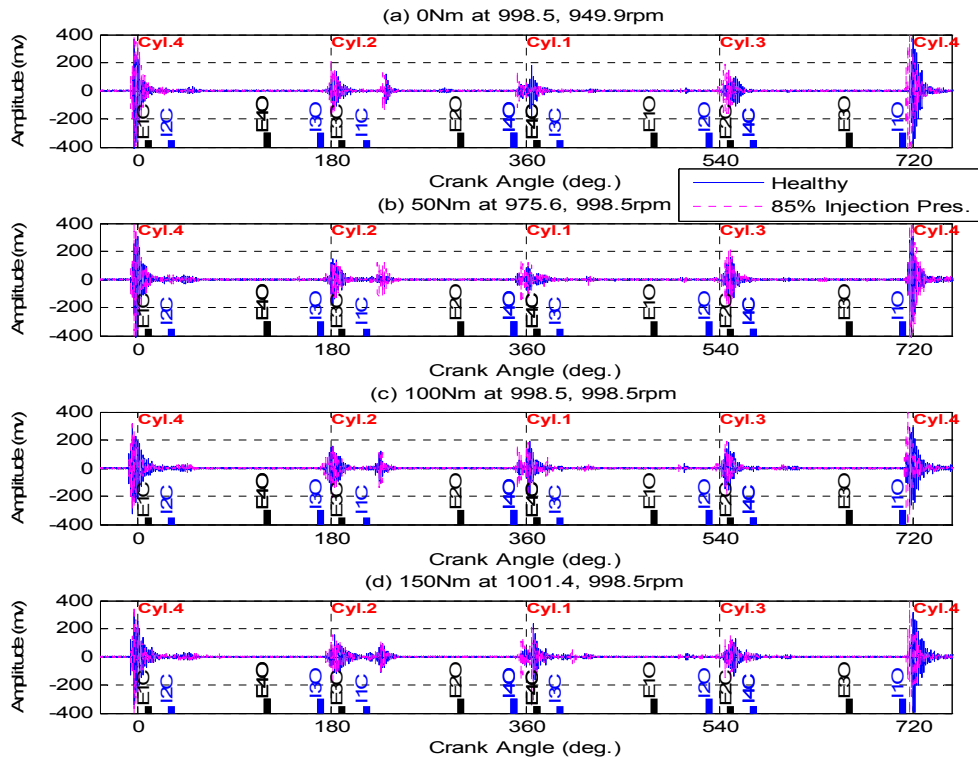 (a) 0Nm at 998.5, 949.9rpm
Amplitude (mv)
400
200
0
-200
-400
Cyl.4 Cyl.2 Cyl.1 Cyl.3 Cyl.4
E1C I2C E4O I3O E3C I1C E2O I4O E4C I3C E1O I2O E2C I4C E3O I1O
0 180 360 540 720
Crank Angle (deg.)
Healthy
85% Injection Pres.
(b) 50Nm at 975.6, 998.5rpm
Amplitude (mv)
400
200
0
-200
-400
Cyl.4 Cyl.2 Cyl.1 Cyl.3 Cyl.4
E1C I2C E4O I3O E3C I1C E2O I4O E4C I3C E1O I2O E2C I4C E3O I1O
0 180 360 540 720
Crank Angle (deg.)
(c) 100Nm at 998.5, 998.5rpm
Amplitude (mv)
400
200
0
-200
-400
Cyl.4 Cyl.2 Cyl.1 Cyl.3 Cyl.4
E1C I2C E4O I3O E3C I1C E2O I4O E4C I3C E1O I2O E2C I4C E3O I1O
0 180 360 540 720
Crank Angle (deg.)
(d) 150Nm at 1001.4, 998.5rpm
Amplitude (mv)
400
200
0
-200
-400
Cyl.4 Cyl.2 Cyl.1 Cyl.3 Cyl.4
E1C I2C E4O I3O E3C I1C E2O I4O E4C I3C E1O I2O E2C I4C E3O I1O
0 180 360 540 720
Crank Angle (deg.)